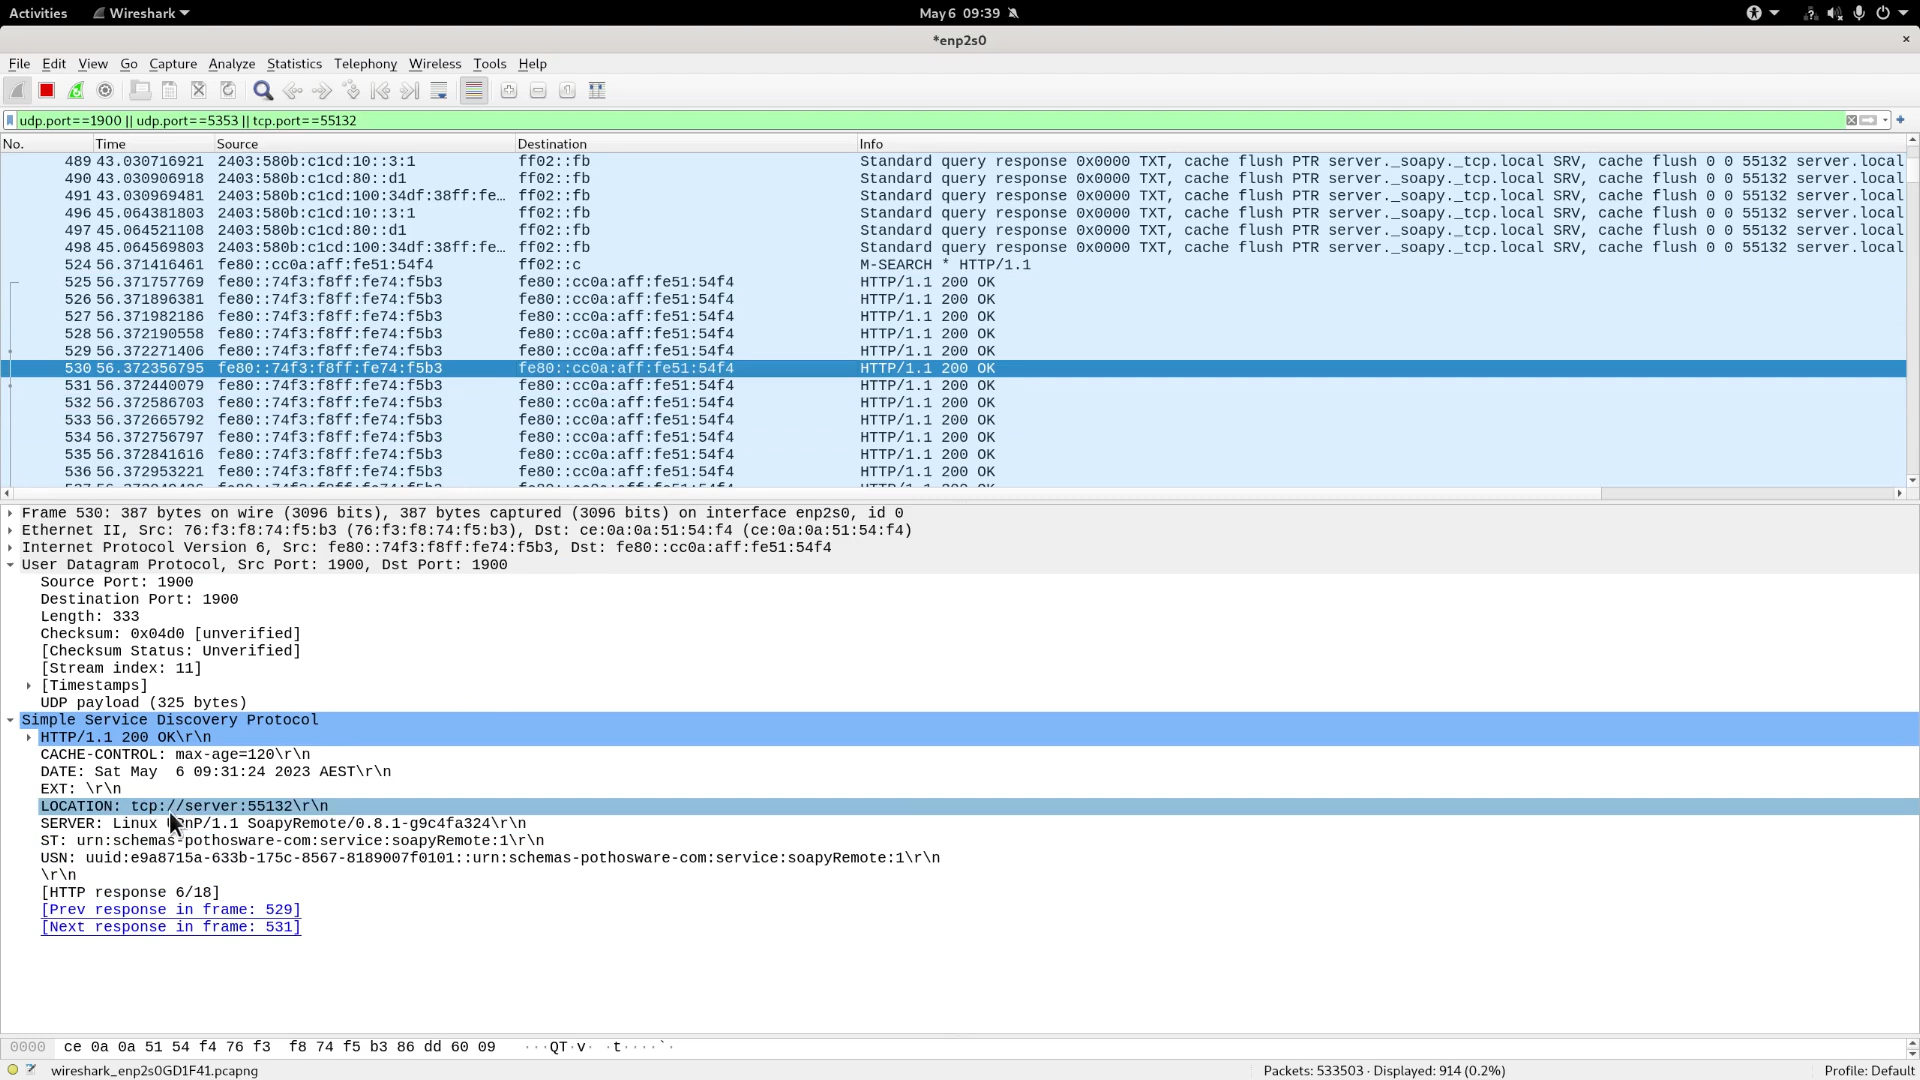 Activities Wireshark May 6 09:39
*enp2s0 ×
File Edit View Go Capture Analyze Statistics Telephony Wireless Tools Help
udp.port==1900 || udp.port==5353 || tcp.port==55132
No. Time Source Destination Info
489 43.030716921 2403:580b:c1cd:10::3:1 ff02::fb Standard query response 0x0000 TXT, cache flush PTR server._soapy._tcp.local SRV, cache flush 0 0 55132 server.local
490 43.030906918 2403:580b:c1cd:80::d1 ff02::fb Standard query response 0x0000 TXT, cache flush PTR server._soapy._tcp.local SRV, cache flush 0 0 55132 server.local
491 43.030969481 2403:580b:c1cd:100:34df:38ff:fe… ff02::fb Standard query response 0x0000 TXT, cache flush PTR server._soapy._tcp.local SRV, cache flush 0 0 55132 server.local
496 45.064381803 2403:580b:c1cd:10::3:1 ff02::fb Standard query response 0x0000 TXT, cache flush PTR server._soapy._tcp.local SRV, cache flush 0 0 55132 server.local
497 45.064521108 2403:580b:c1cd:80::d1 ff02::fb Standard query response 0x0000 TXT, cache flush PTR server._soapy._tcp.local SRV, cache flush 0 0 55132 server.local
498 45.064569803 2403:580b:c1cd:100:34df:38ff:fe… ff02::fb Standard query response 0x0000 TXT, cache flush PTR server._soapy._tcp.local SRV, cache flush 0 0 55132 server.local
524 56.371416461 fe80::cc0a:aff:fe51:54f4 ff02::c M-SEARCH * HTTP/1.1
525 56.371757769 fe80::74f3:f8ff:fe74:f5b3 fe80::cc0a:aff:fe51:54f4 HTTP/1.1 200 OK
526 56.371896381 fe80::74f3:f8ff:fe74:f5b3 fe80::cc0a:aff:fe51:54f4 HTTP/1.1 200 OK
527 56.371982186 fe80::74f3:f8ff:fe74:f5b3 fe80::cc0a:aff:fe51:54f4 HTTP/1.1 200 OK
528 56.372190558 fe80::74f3:f8ff:fe74:f5b3 fe80::cc0a:aff:fe51:54f4 HTTP/1.1 200 OK
529 56.372271406 fe80::74f3:f8ff:fe74:f5b3 fe80::cc0a:aff:fe51:54f4 HTTP/1.1 200 OK
530 56.372356795 fe80::74f3:f8ff:fe74:f5b3 fe80::cc0a:aff:fe51:54f4 HTTP/1.1 200 OK
531 56.372440079 fe80::74f3:f8ff:fe74:f5b3 fe80::cc0a:aff:fe51:54f4 HTTP/1.1 200 OK
532 56.372586703 fe80::74f3:f8ff:fe74:f5b3 fe80::cc0a:aff:fe51:54f4 HTTP/1.1 200 OK
533 56.372665792 fe80::74f3:f8ff:fe74:f5b3 fe80::cc0a:aff:fe51:54f4 HTTP/1.1 200 OK
534 56.372756797 fe80::74f3:f8ff:fe74:f5b3 fe80::cc0a:aff:fe51:54f4 HTTP/1.1 200 OK
535 56.372841616 fe80::74f3:f8ff:fe74:f5b3 fe80::cc0a:aff:fe51:54f4 HTTP/1.1 200 OK
536 56.372953221 fe80::74f3:f8ff:fe74:f5b3 fe80::cc0a:aff:fe51:54f4 HTTP/1.1 200 OK
Frame 530: 387 bytes on wire (3096 bits), 387 bytes captured (3096 bits) on interface enp2s0, id 0
Ethernet II, Src: 76:f3:f8:74:f5:b3 (76:f3:f8:74:f5:b3), Dst: ce:0a:0a:51:54:f4 (ce:0a:0a:51:54:f4)
Internet Protocol Version 6, Src: fe80::74f3:f8ff:fe74:f5b3, Dst: fe80::cc0a:aff:fe51:54f4
User Datagram Protocol, Src Port: 1900, Dst Port: 1900
Source Port: 1900
Destination Port: 1900
Length: 333
Checksum: 0x04d0 [unverified]
[Checksum Status: Unverified]
[Stream index: 11]
[Timestamps]
UDP payload (325 bytes)
Simple Service Discovery Protocol
HTTP/1.1 200 OK\r\n
CACHE-CONTROL: max-age=120\r\n
DATE: Sat May  6 09:31:24 2023 AEST\r\n
EXT: \r\n
LOCATION: tcp://server:55132\r\n
SERVER: Linux SoapyRemote/0.8.1-g9c4fa324\r\n
ST: urn:schemas-pothosware-com:service:soapyRemote:1\r\n
USN: uuid:e9a8715a-633b-175c-8567-8189007f0101::urn:schemas-pothosware-com:service:soapyRemote:1\r\n
\r\n
[HTTP response 6/18]
[Prev response in frame: 529]
[Next response in frame: 531]
0000 ce 0a 0a 51 54 f4 76 f3 f8 74 f5 b3 86 dd 60 09 ···QT·v· ·t····`·
wireshark_enp2s0GD1F41.pcapng Packets: 533503 · Displayed: 914 (0.2%) Profile: Default